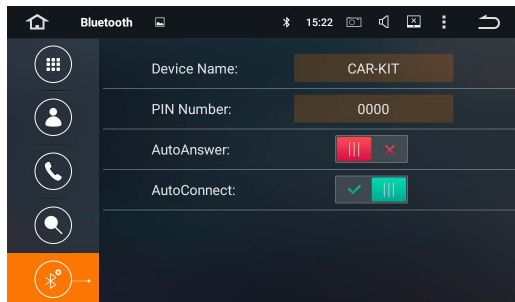 Bluetooth 15:22
Device Name: CAR-KIT
PIN Number: 0000
AutoAnswer:
AutoConnect: